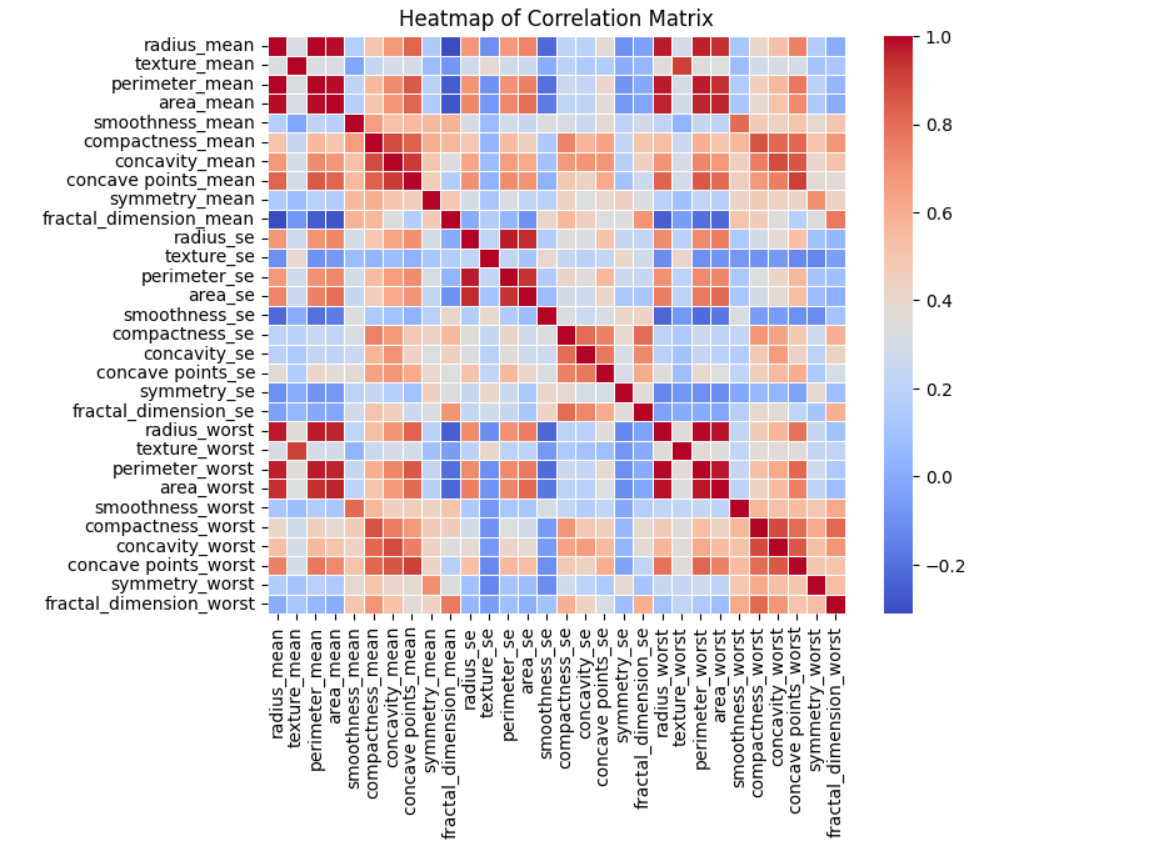 Heatmap of Correlation Matrix
radius_mean
texture_mean
perimeter_mean
area_mean
smoothness_mean
compactness_mean
concavity_mean
concave points_mean
symmetry_mean
fractal_dimension_mean
radius_se
texture_se
perimeter_se
area_se
smoothness_se
compactness_se
concavity_se
concave points_se
symmetry_se
fractal_dimension_se
radius_worst
texture_worst
perimeter_worst
area_worst
smoothness_worst
compactness_worst
concavity_worst
concave points_worst
symmetry_worst
fractal_dimension_worst
radius_mean
texture_mean
perimeter_mean
area_mean
smoothness_mean
compactness_mean
concavity_mean
concave points_mean
symmetry_mean
fractal_dimension_mean
radius_se
texture_se
perimeter_se
area_se
smoothness_se
compactness_se
concavity_se
concave points_se
symmetry_se
fractal_dimension_se
radius_worst
texture_worst
perimeter_worst
area_worst
smoothness_worst
compactness_worst
concavity_worst
concave points_worst
symmetry_worst
fractal_dimension_worst
1.0
0.8
0.6
0.4
0.2
0.0
−0.2